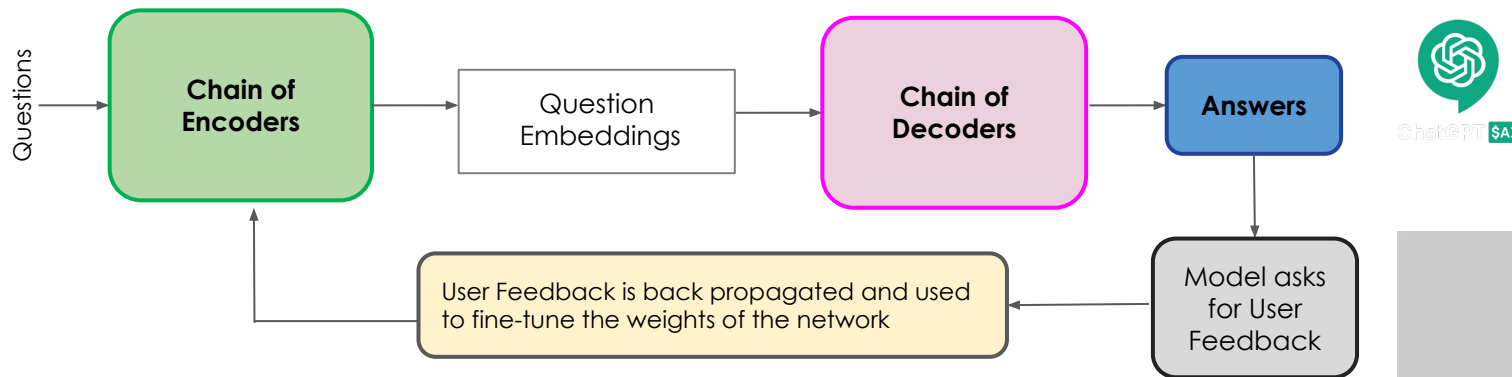 Questions
Chain of
Encoders
Question
Embeddings
Chain of
Decoders
Answers
ChatGPT
User Feedback is back propagated and used
to fine-tune the weights of the network
Model asks
for User
Feedback